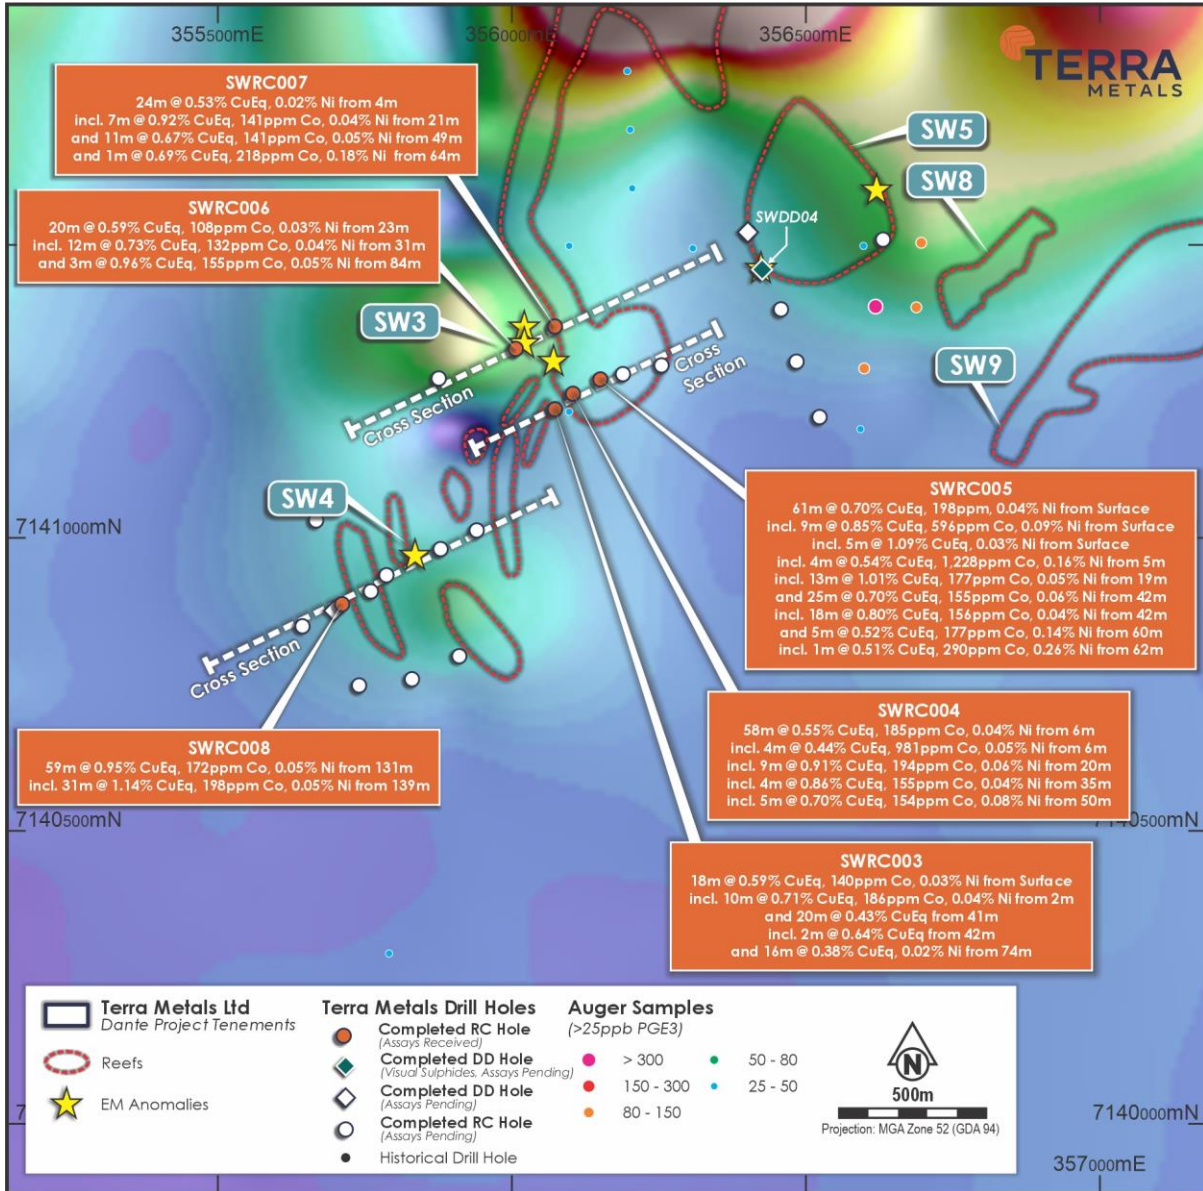 355500mE
356000mE
356500mE
TERRA
METALS
SWRC007
24m @ 0.53% CuEq, 0.02% Ni from 4m
incl. 7m @ 0.92% CuEq, 141ppm Co, 0.04% Ni from 21m
and 11m @ 0.67% CuEq, 141ppm Co, 0.05% Ni from 49m
and 1m @ 0.69% CuEq, 218ppm Co, 0.18% Ni from 64m
SW5
SW8
SWRC006
20m @ 0.59% CuEq, 108ppm Co, 0.03% Ni from 23m
incl. 12m @ 0.73% CuEq, 132ppm Co, 0.04% Ni from 31m
and 3m @ 0.96% CuEq, 155ppm Co, 0.05% Ni from 84m
SWDD04
SW3
SW9
Cross Section
Cross
Section
SW4
7141000mN
SWRC005
61m @ 0.70% CuEq, 198ppm, 0.04% Ni from Surface
incl. 9m @ 0.85% CuEq, 596ppm Co, 0.09% Ni from Surface
incl. 5m @ 1.09% CuEq, 0.03% Ni from Surface
incl. 4m @ 0.54% CuEq, 1,228ppm Co, 0.16% Ni from 5m
incl. 13m @ 1.01% CuEq, 177ppm Co, 0.05% Ni from 19m
and 25m @ 0.70% CuEq, 155ppm Co, 0.06% Ni from 42m
incl. 18m @ 0.80% CuEq, 156ppm Co, 0.04% Ni from 42m
and 5m @ 0.52% CuEq, 177ppm Co, 0.14% Ni from 60m
incl. 1m @ 0.51% CuEq, 290ppm Co, 0.26% Ni from 62m
Cross Section
SWRC004
58m @ 0.55% CuEq, 185ppm Co, 0.04% Ni from 6m
incl. 4m @ 0.44% CuEq, 981ppm Co, 0.05% Ni from 6m
incl. 9m @ 0.91% CuEq, 194ppm Co, 0.06% Ni from 20m
incl. 4m @ 0.86% CuEq, 155ppm Co, 0.04% Ni from 35m
incl. 5m @ 0.70% CuEq, 154ppm Co, 0.08% Ni from 50m
SWRC008
59m @ 0.95% CuEq, 172ppm Co, 0.05% Ni from 131m
incl. 31m @ 1.14% CuEq, 198ppm Co, 0.05% Ni from 139m
7140500mN
7140500mN
SWRC003
18m @ 0.59% CuEq, 140ppm Co, 0.03% Ni from Surface
incl. 10m @ 0.71% CuEq, 186ppm Co, 0.04% Ni from 2m
and 20m @ 0.43% CuEq from 41m
incl. 2m @ 0.64% CuEq from 42m
and 16m @ 0.38% CuEq, 0.02% Ni from 74m
Terra Metals Ltd
Dante Project Tenements
Reefs
EM Anomalies
Terra Metals Drill Holes
Completed RC Hole
(Assays Received)
Completed DD Hole
(Visual Sulphides, Assays Pending)
Completed DD Hole
(Assays Pending)
Completed RC Hole
(Assays Pending)
Historical Drill Hole
Auger Samples
(>25ppb PGE3)
> 300
150 - 300
80 - 150
50 - 80
25 - 50
N
500m
Projection: MGA Zone 52 (GDA 94)
7
7140000mN
357000mE